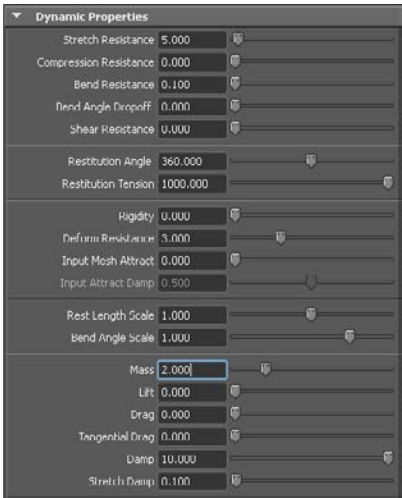 Dynamic Properties
Stretch Resistance 5.000
Compression Resistance 0.000
Bend Resistance 0.100
Bend Angle Dropoff 0.000
Shear Resistance 0.000
Restitution Angle 360.000
Restitution Tension 1000.000
Rigidity 0.000
Deform Resistance 3.000
Input Mesh Attract 0.000
Input Attract Damp 0.500
Rest Length Scale 1.000
Bend Angle Scale 1.000
Mass 2.000
Lift 0.000
Drag 0.000
Tangential Drag 0.000
Damp 10.000
Stretch Damp 0.100